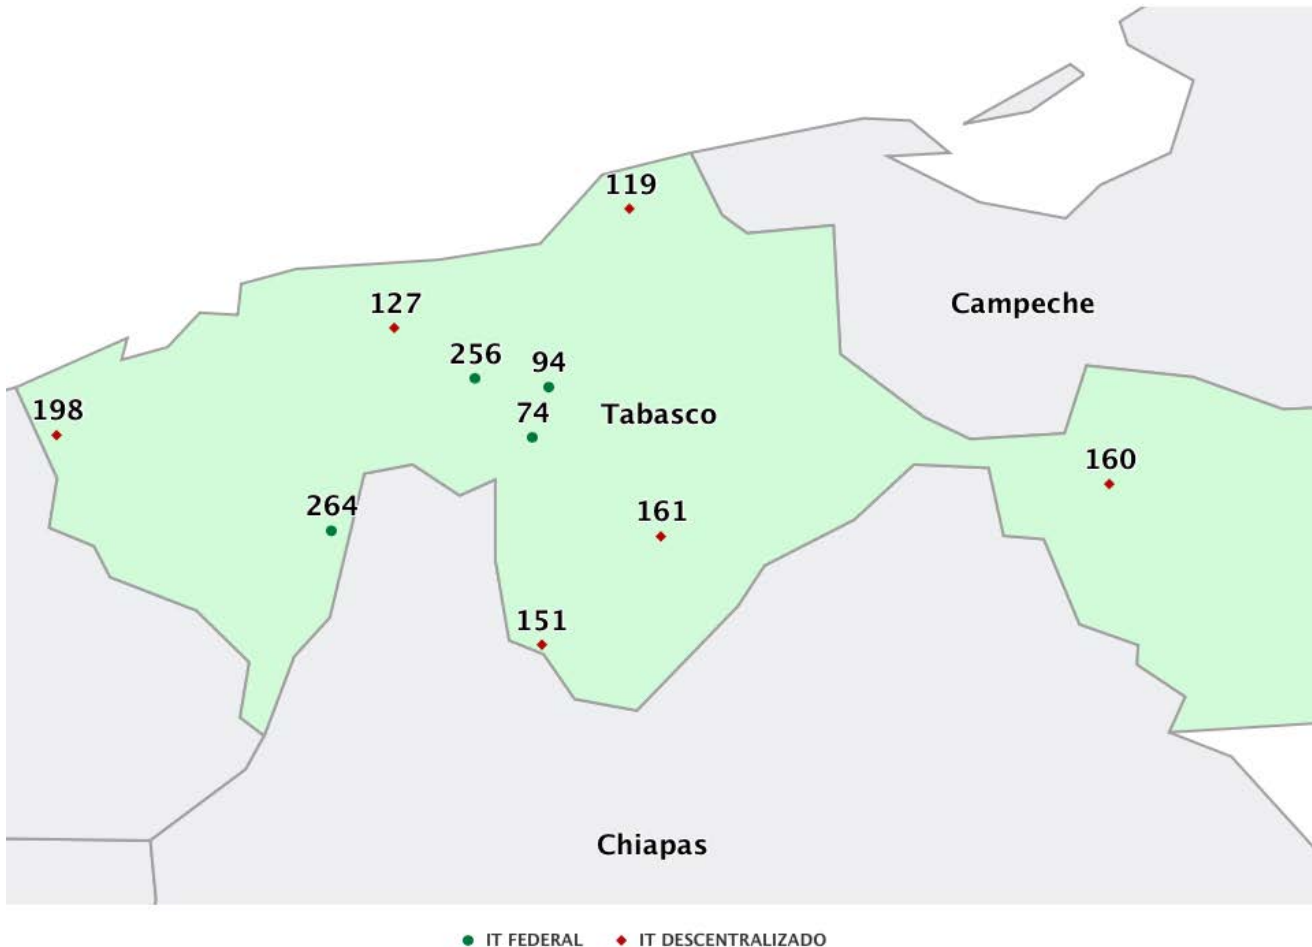 119
127
Campeche
256
94
198
74
Tabasco
160
264
161
151
Chiapas
IT FEDERAL
IT DESCENTRALIZADO